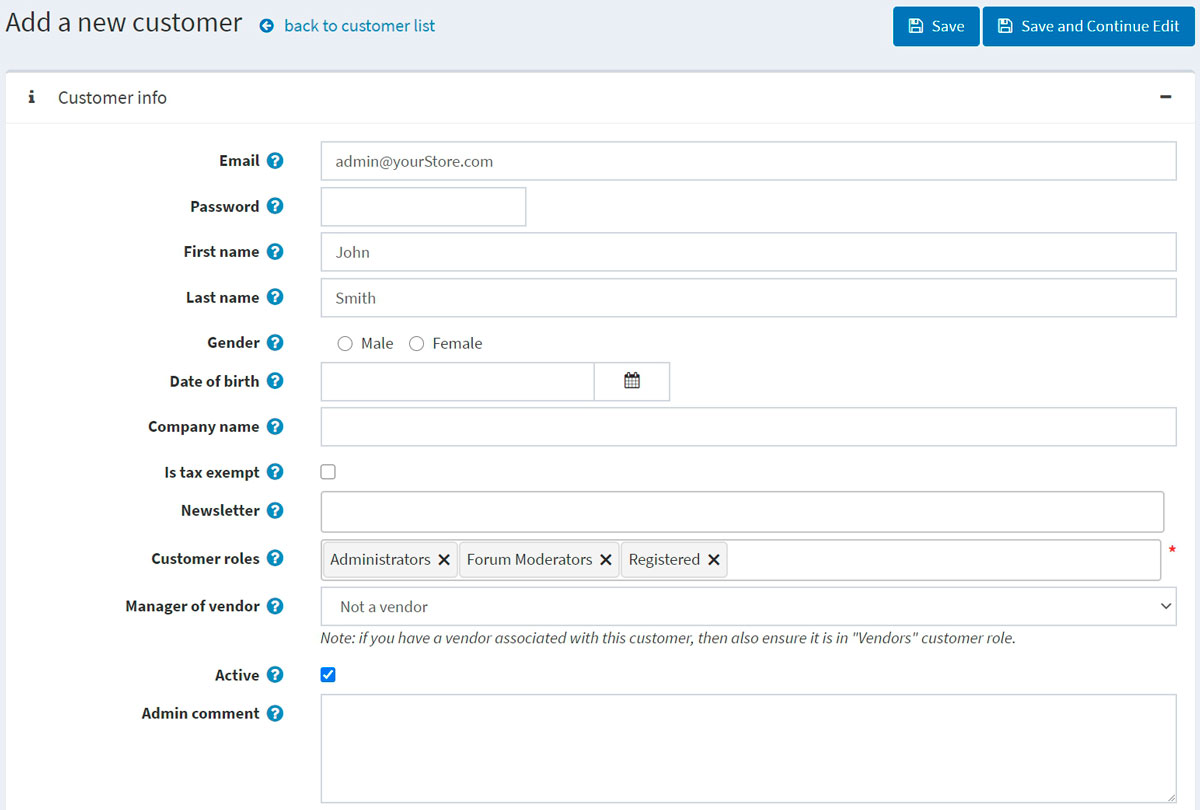 Add a new customer back to customer list Save Save and Continue Edit
Customer info
Email admin@yourStore.com
Password
First name John
Last name Smith
Gender Male Female
Date of birth
Company name
Is tax exempt
Newsletter
Customer roles Administrators Forum Moderators Registered *
Manager of vendor Not a vendor
Note: if you have a vendor associated with this customer, then also ensure it is in "Vendors" customer role.
Active
Admin comment